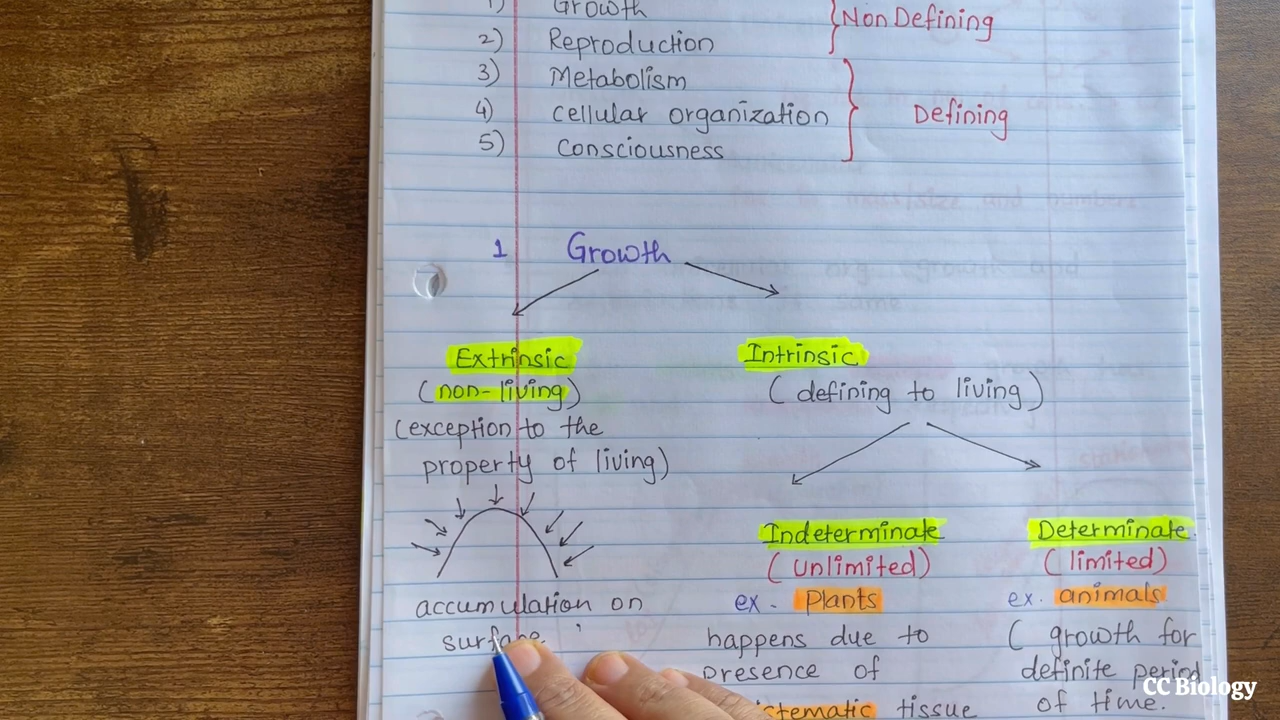 1) Growth
Non Defining
2) Reproduction
3) Metabolism
4) cellular organization
Defining
5) Consciousness
1 Growth
Extrinsic
(non-living)
(exception to the
property of living)
accumulation on
surface
Intrinsic
(defining to living)
Indeterminate
(unlimited)
ex. Plants
happens due to
presence of
tissue
Determinate
(limited)
ex. animals
( growth for
definite period
of time.
CC Biology